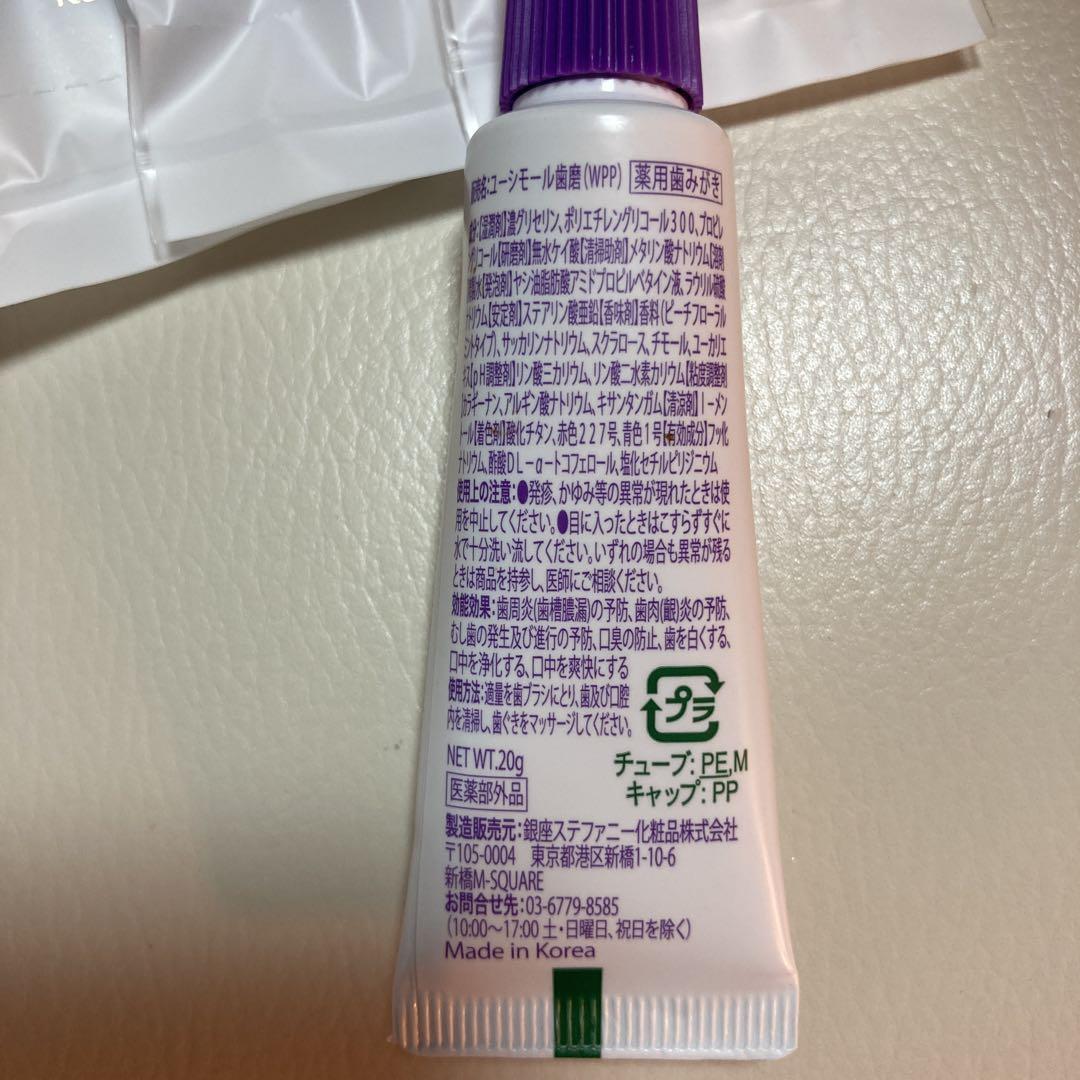 売名:ユーシモール歯磨(WPP) 薬用歯みがき
【湿潤剤】濃グリセリン、ポリエチレングリコール300、プロピレ
リコール【研磨剤】無水ケイ酸【清掃助剤】メタリン酸ナトリウム【溶剤】
水【発泡剤】ヤシ油脂肪酸アミドプロピルベタイン液、ラウリル硫酸
トリウム【安定剤】ステアリン酸亜鉛【香味剤】香料(ピーチフローラル
ントタイプ)、サッカリンナトリウム、スクラロース、チモール、ユーカリエ
キス【pH調整剤】リン酸三カリウム、リン酸二水素カリウム【粘度調整剤】
カラギーナン、アルギン酸ナトリウム、キサンタンガム【清涼剤】l-メン
トール【着色剤】酸化チタン、赤色227号、青色1号【有効成分】フッ化
ナトリウム、酢酸DL-α-トコフェロール、塩化セチルピリジニウム
使用上の注意:●発疹、かゆみ等の異常が現れたときは使
用を中止してください。●目に入ったときはこすらずすぐに
水で十分洗い流してください。いずれの場合も異常が残る
ときは商品を持参し、医師にご相談ください。
効能効果:歯周炎(歯槽膿漏)の予防、歯肉(齦)炎の予防、
むし歯の発生及び進行の予防、口臭の防止、歯を白くする、
口中を浄化する、口中を爽快にする
使用方法:適量を歯ブラシにとり、歯及び口腔
内を清掃し、歯ぐきをマッサージしてください。
プラ
NET WT.20g
チューブ:PE,M
キャップ:PP
医薬部外品
製造販売元:銀座ステファニー化粧品株式会社
〒105-0004 東京都港区新橋1-10-6
新橋M-SQUARE
お問合せ先:03-6779-8585
(10:00～17:00 土・日曜日、祝日を除く)
Made in Korea